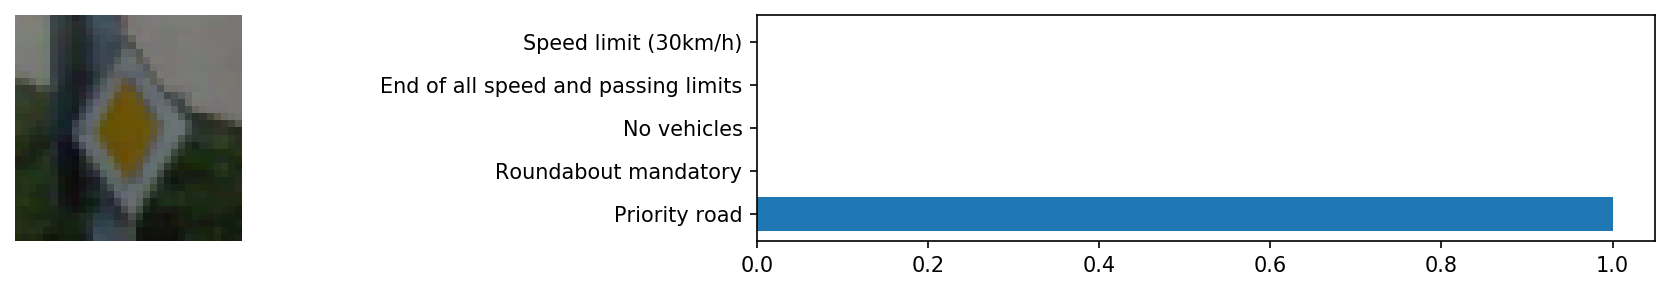 Speed limit (30km/h)
End of all speed and passing limits
No vehicles
Roundabout mandatory
Priority road
0.0 0.2 0.4 0.6 0.8 1.0